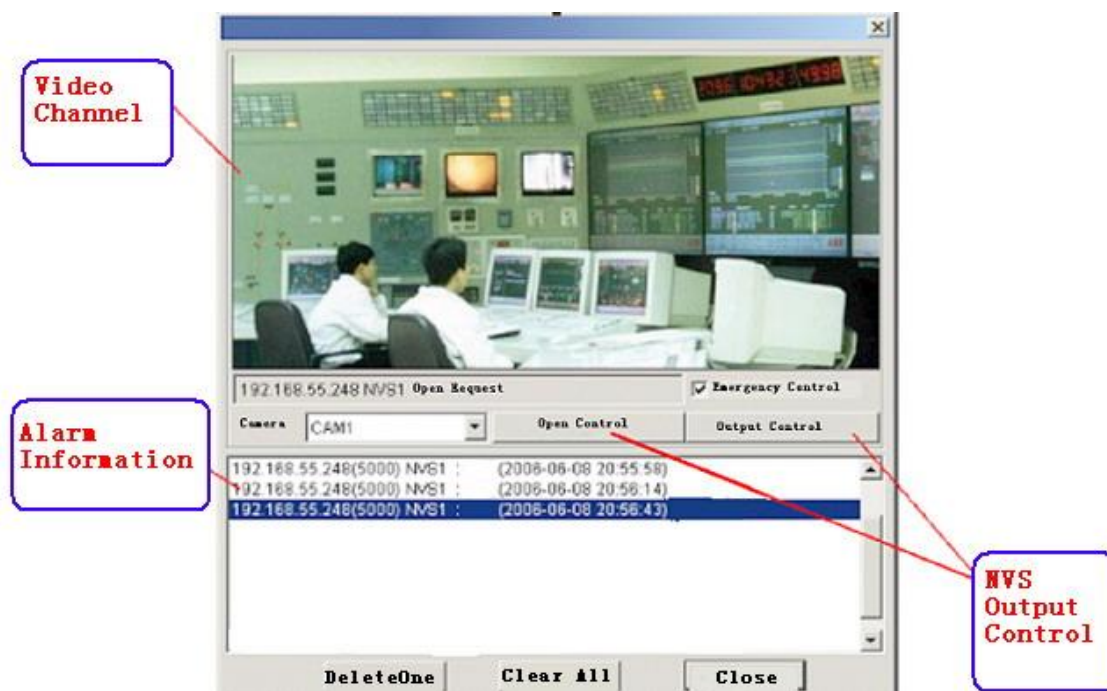 Video
Channel
192.168.55.248 NVS1 Open Request
Emergency Control
Camera
CAM1
Open Control
Output Control
Alarm
Information
192.168.55.248(5000) NVS1 : (2006-06-08 20:55:58)
192.168.55.248(5000) NVS1 : (2006-06-08 20:56:14)
192.168.55.248(5000) NVS1 : (2006-06-08 20:56:43)
NVS
Output
Control
DeleteOne
Clear All
Close